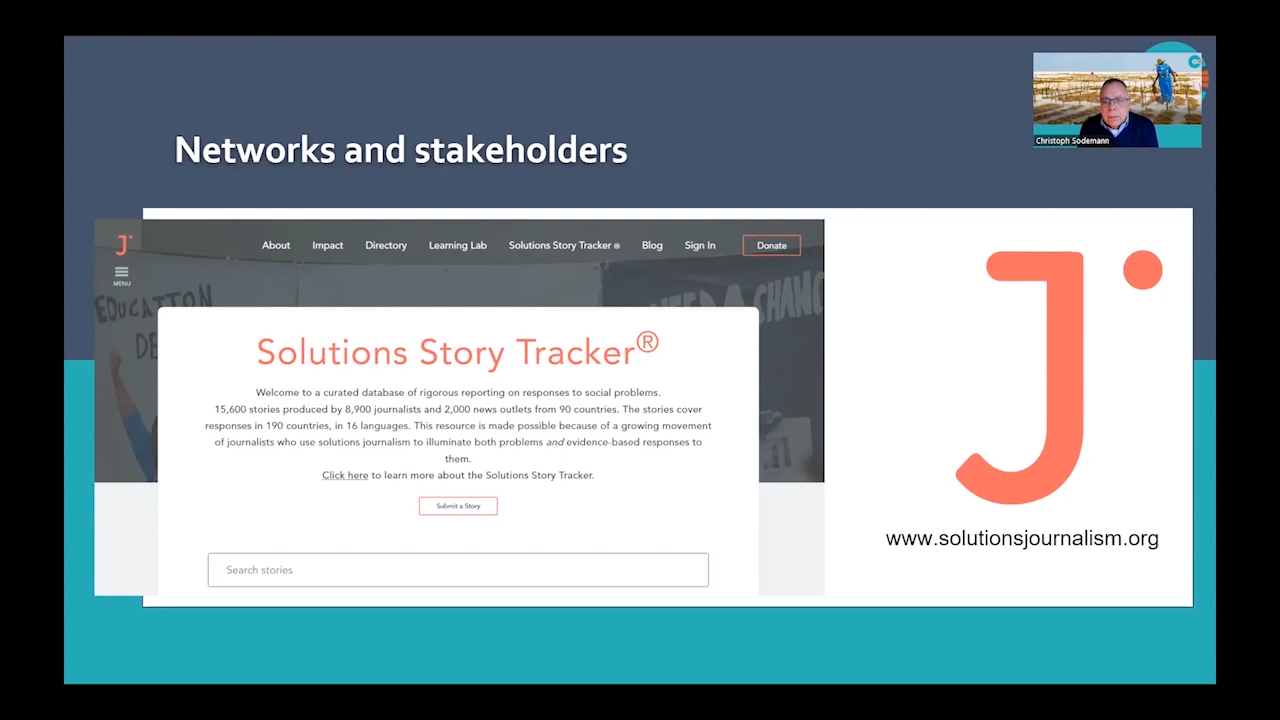 Christoph Sodemann
Networks and stakeholders
J
MENU
About Impact Directory Learning Lab Solutions Story Tracker ® Blog Sign In Donate
EDUCATION
DE
NEED A CHANG
Solutions Story Tracker®
Welcome to a curated database of rigorous reporting on responses to social problems.
15,600 stories produced by 8,900 journalists and 2,000 news outlets from 90 countries. The stories cover
responses in 190 countries, in 16 languages. This resource is made possible because of a growing movement
of journalists who use solutions journalism to illuminate both problems and evidence-based responses to
them.
Click here to learn more about the Solutions Story Tracker.
Submit a Story
Search stories
J
www.solutionsjournalism.org